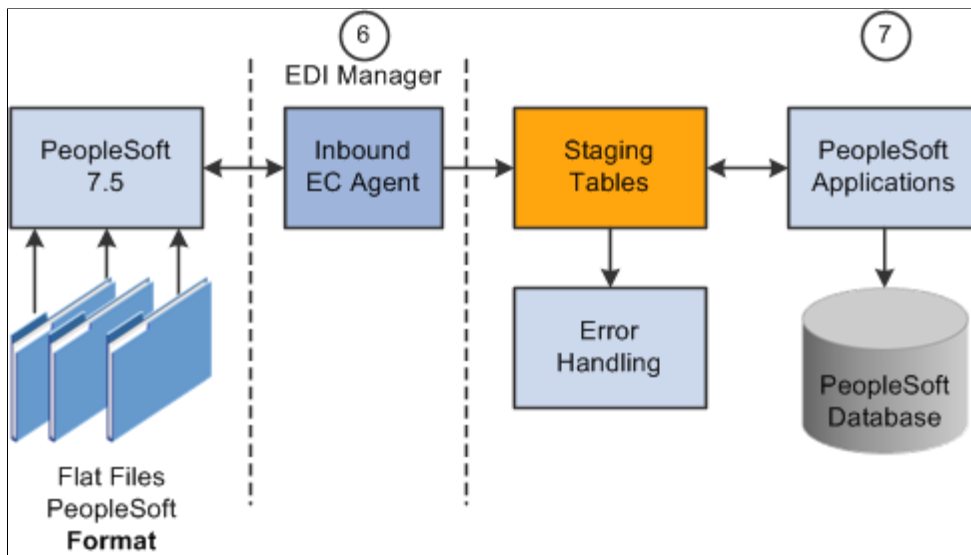 6
7
EDI Manager
PeopleSoft
7.5
Inbound
EC Agent
Staging
Tables
PeopleSoft
Applications
Error
Handling
PeopleSoft
Database
Flat Files
PeopleSoft
Format